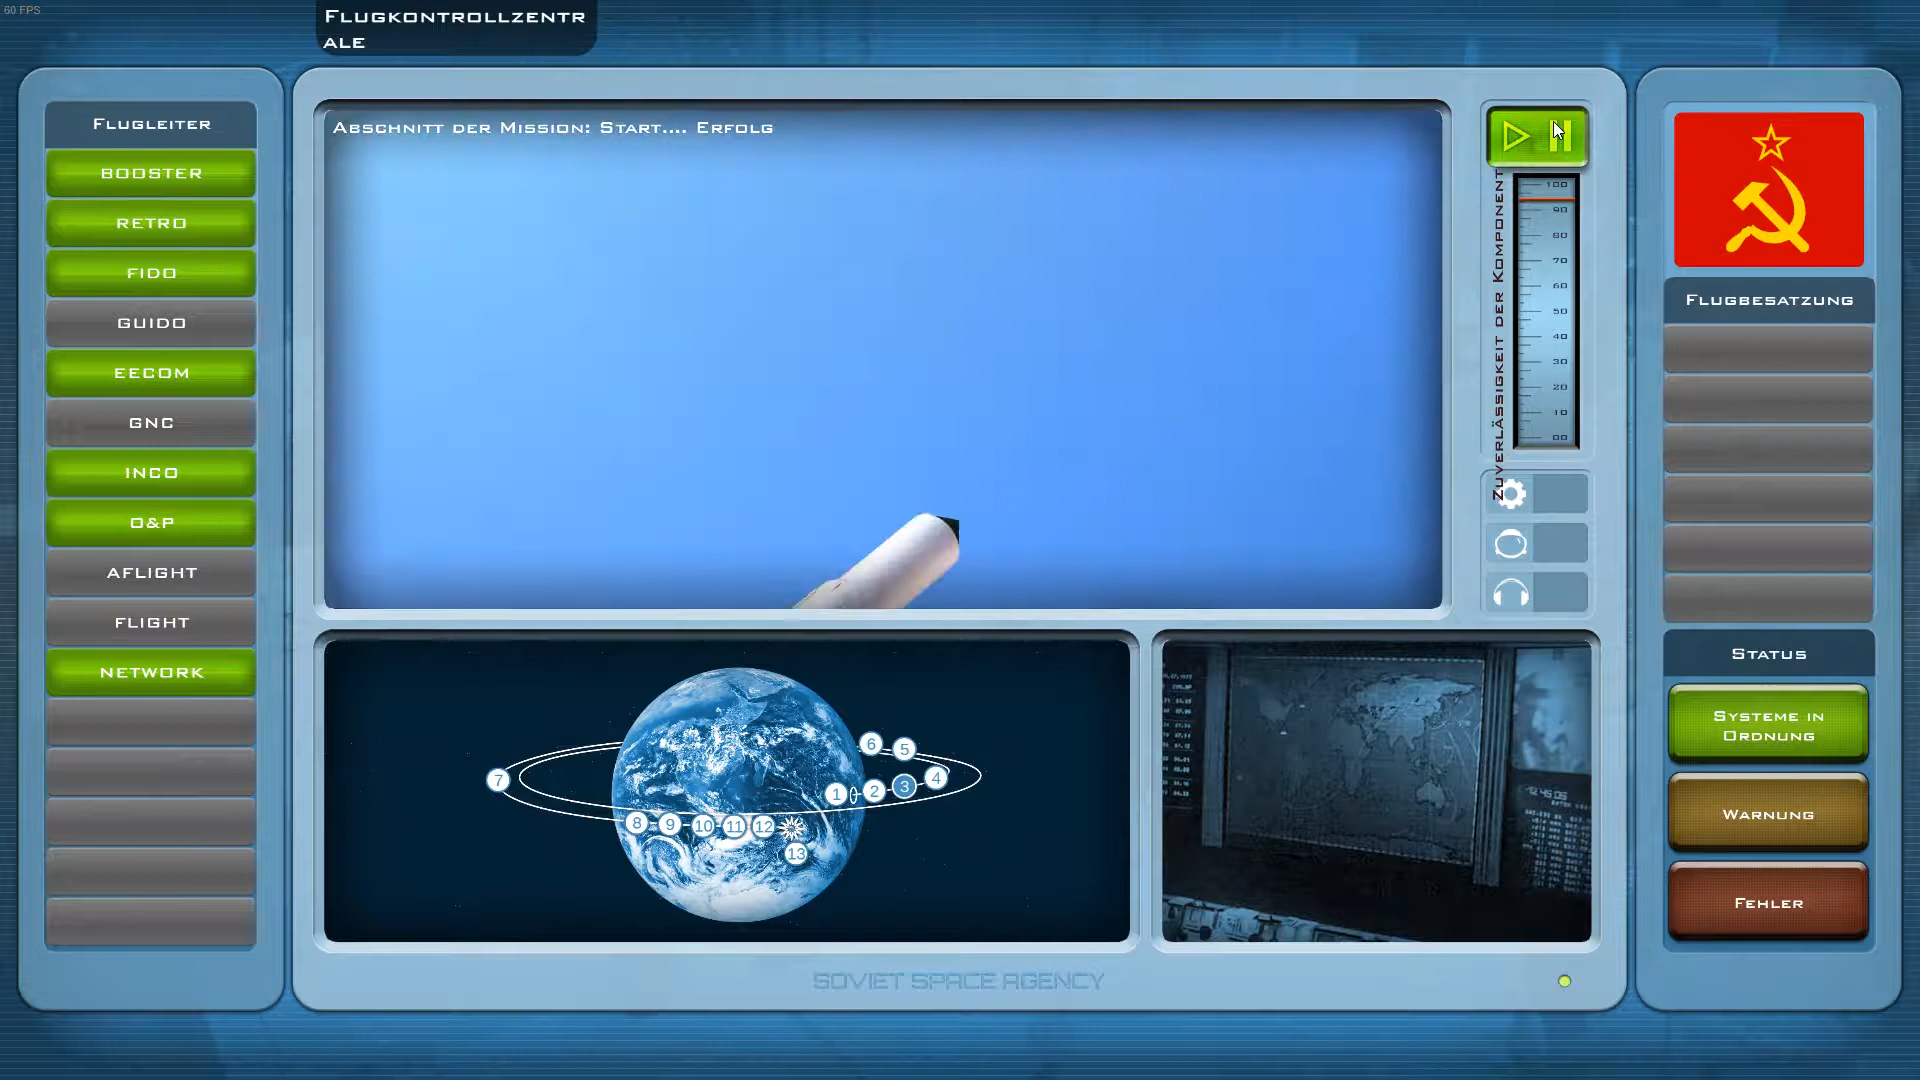 60 FPS
Flugkontrollzentr
ale
Flugleiter
BOOSTER
RETRO
FIDO
GUIDO
EECOM
GNC
INCO
O&P
AFLIGHT
FLIGHT
NETWORK
Abschnitt der Mission: Start.... Erfolg
Zuverlässigkeit der Komponent
100
90
80
70
60
50
40
30
20
10
00
Flugbesatzung
Status
Systeme in
Ordnung
Warnung
Fehler
6
5
7
4
3
2
1
8
9
10
11
12
13
SOVIET SPACE AGENCY